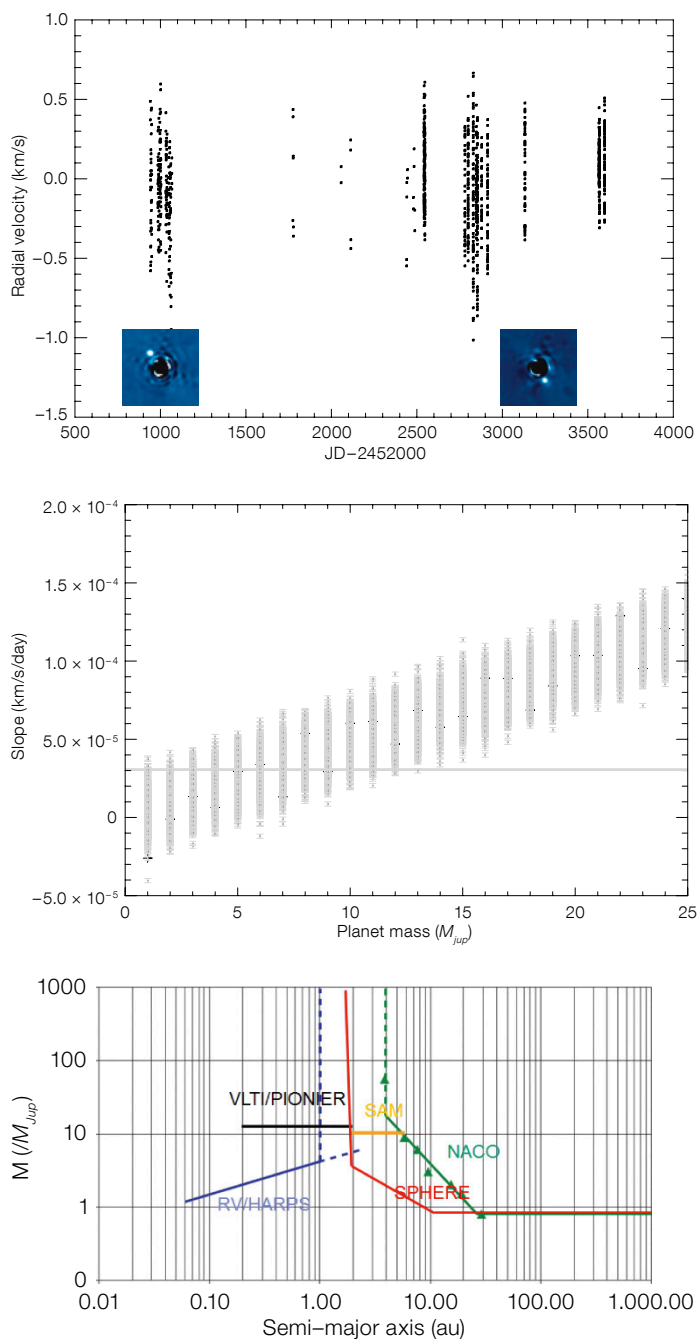 1.0
0.5
0.0
−0.5
−1.0
−1.5
Radial velocity (km/s)
500 1000 1500 2000 2500 3000 3500 4000
JD−2452000
2.0 × 10⁻⁴
1.5 × 10⁻⁴
1.0 × 10⁻⁴
5.0 × 10⁻⁵
0
−5.0 × 10⁻⁵
Slope (km/s/day)
0 5 10 15 20 25
Planet mass (M_jup)
1000
100
10
1
0
M (/M_Jup)
VLTI/PIONIER
SAM
NACO
SPHERE
RV/HARPS
0.01 0.10 1.00 10.00 100.00 1.000.00
Semi−major axis (au)